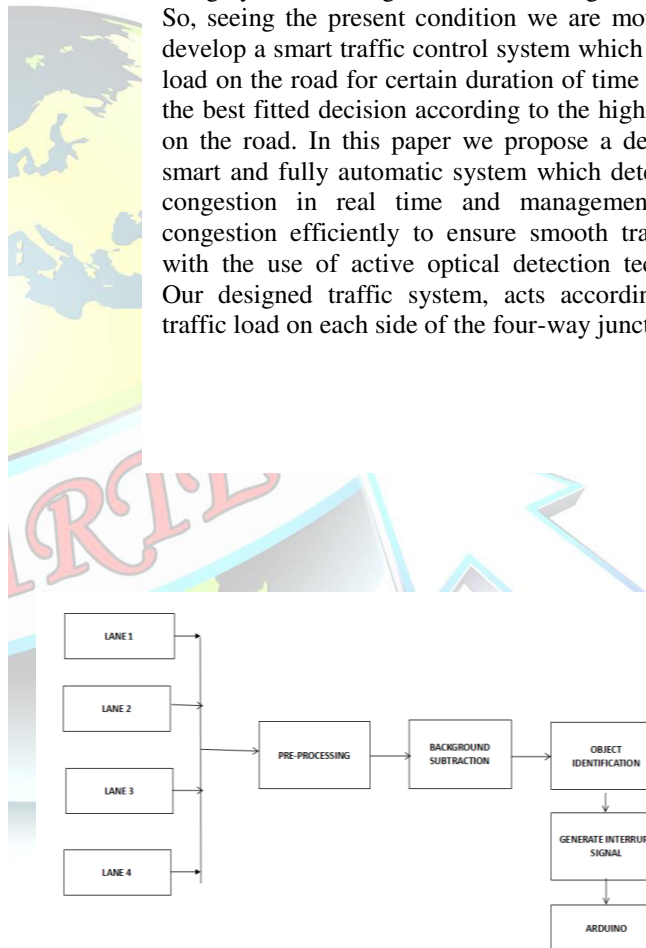 So, seeing the present condition we are mov
develop a smart traffic control system which
load on the road for certain duration of time
the best fitted decision according to the high
on the road. In this paper we propose a de
smart and fully automatic system which dete
congestion in real time and management
congestion efficiently to ensure smooth tra
with the use of active optical detection tec
Our designed traffic system, acts accordin
traffic load on each side of the four-way junct
LANE 1
LANE 2
LANE 3
LANE 4
PRE-PROCESSING
BACKGROUND
SUBTRACTION
OBJECT
IDENTIFICATION
GENERATE INTERRUP
SIGNAL
ARDUINO